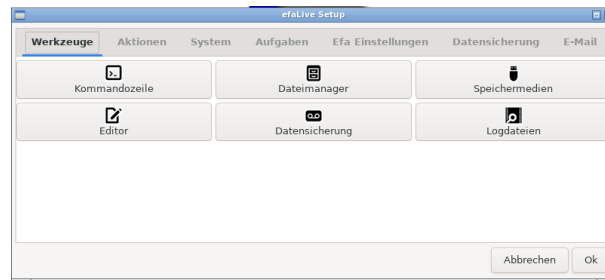 efaLive Setup
Werkzeuge Aktionen System Aufgaben Efa Einstellungen Datensicherung E-Mail
Kommandozeile Dateimanager Speichermedien
Editor Datensicherung Logdateien
Abbrechen Ok